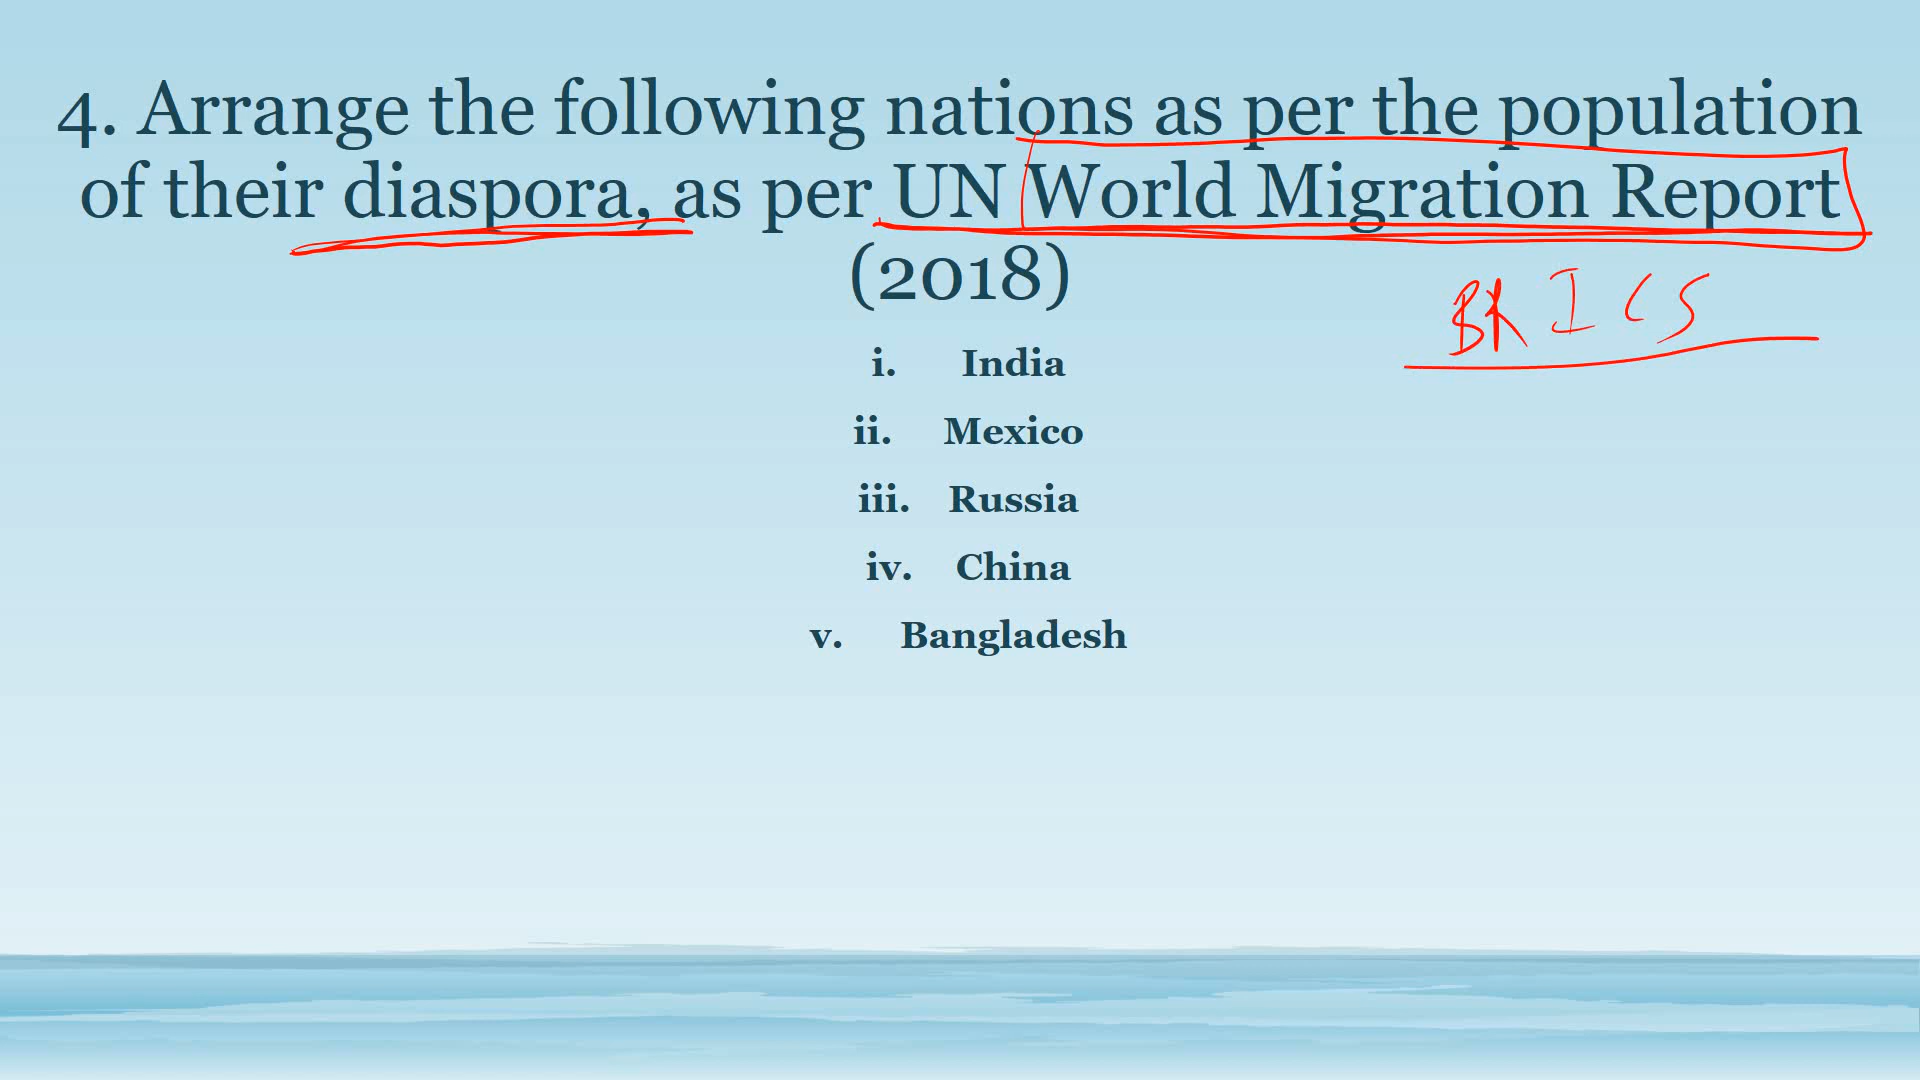 4. Arrange the following nations as per the population
of their diaspora, as per UN World Migration Report
(2018)
BRICS
i. India
ii. Mexico
iii. Russia
iv. China
v. Bangladesh